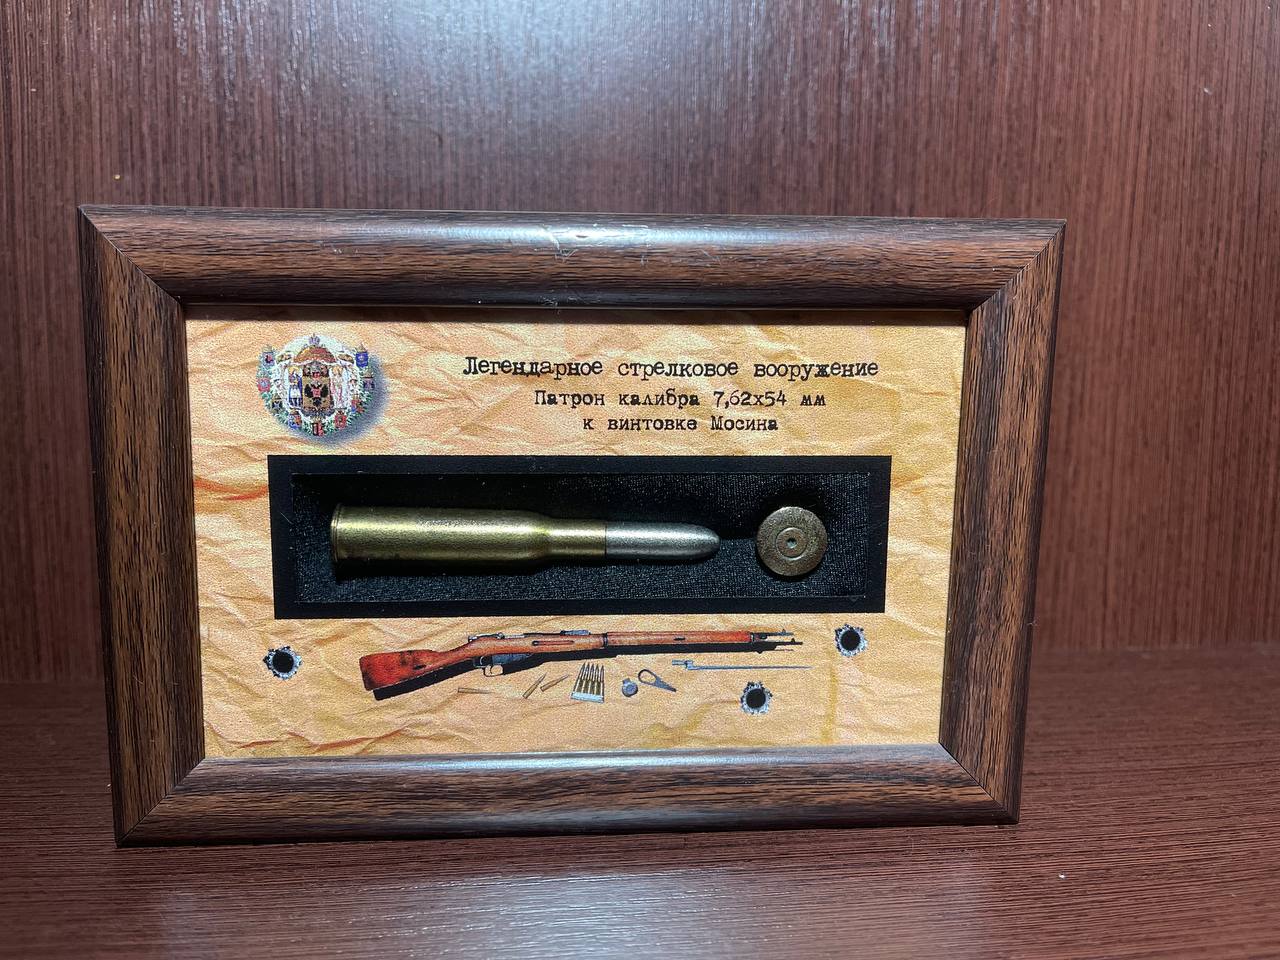 Легендарное стрелковое вооружение
Патрон калибра 7,62х54 мм
к винтовке Мосина